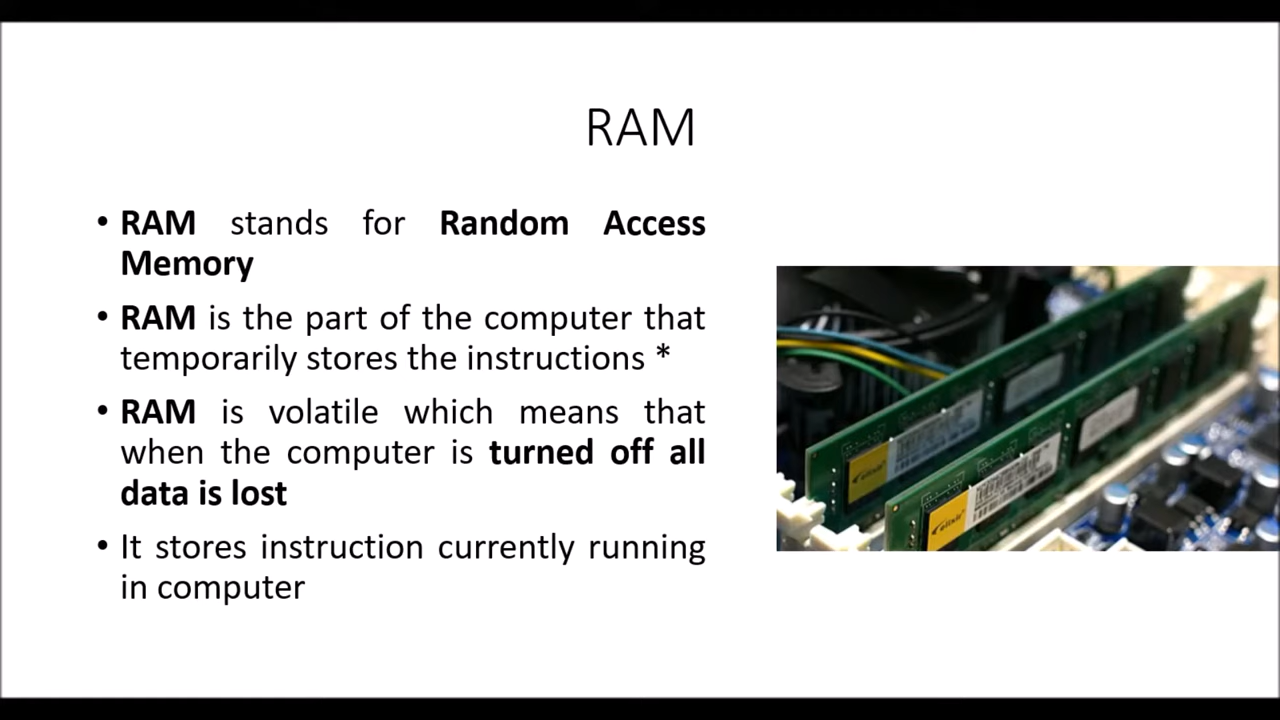 RAM
• RAM stands for Random Access
Memory
• RAM is the part of the computer that
temporarily stores the instructions *
• RAM is volatile which means that
when the computer is turned off all
data is lost
• It stores instruction currently running
in computer
elixir
elixir